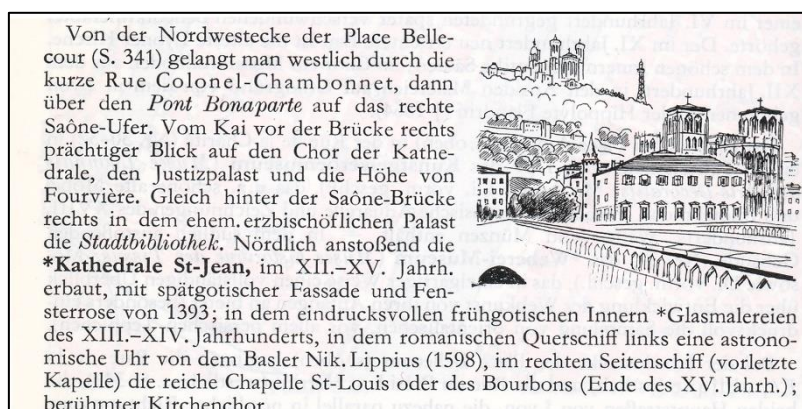 Von der Nordwestecke der Place Belle-
cour (S. 341) gelangt man westlich durch die
kurze Rue Colonel-Chambonnet, dann
über den Pont Bonaparte auf das rechte
Saône-Ufer. Vom Kai vor der Brücke rechts
prächtiger Blick auf den Chor der Kathe-
drale, den Justizpalast und die Höhe von
Fourvière. Gleich hinter der Saône-Brücke
rechts in dem ehem. erzbischöflichen Palast
die Stadtbibliothek. Nördlich anstoßend die
*Kathedrale St-Jean, im XII.–XV. Jahrh.
erbaut, mit spätgotischer Fassade und Fen-
sterrose von 1393; in dem eindrucksvollen frühgotischen Innern *Glasmalereien
des XIII.–XIV. Jahrhunderts, in dem romanischen Querschiff links eine astrono-
mische Uhr von dem Basler Nik. Lippius (1598), im rechten Seitenschiff (vorletzte
Kapelle) die reiche Chapelle St-Louis oder des Bourbons (Ende des XV. Jahrh.);
berühmter Kirchenchor.